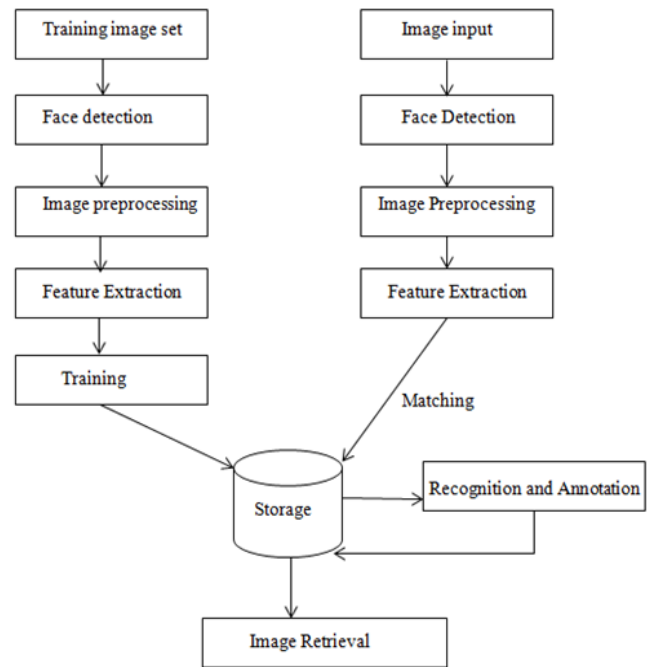 Training image set
Image input
Face detection
Face Detection
Image preprocessing
Image Preprocessing
Feature Extraction
Feature Extraction
Training
Matching
Storage
Recognition and Annotation
Image Retrieval